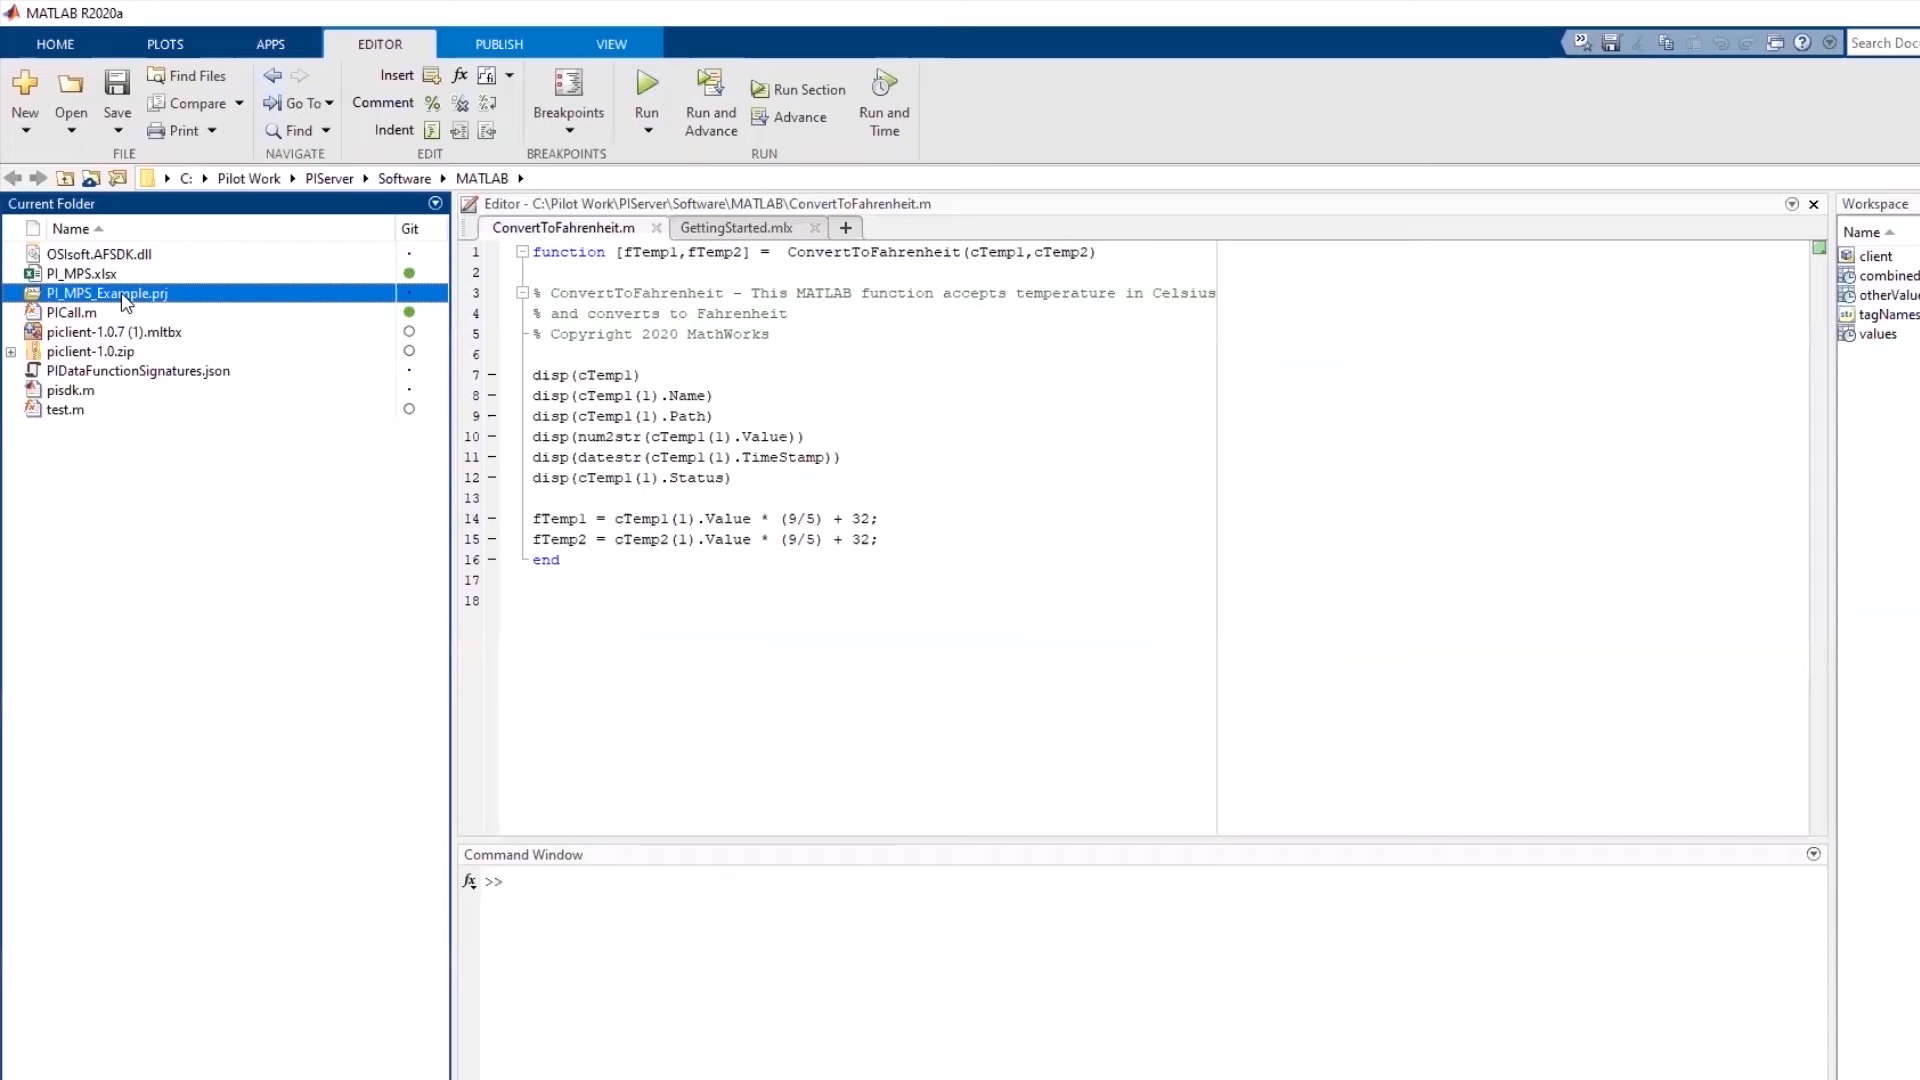 MATLAB R2020a
HOME PLOTS APPS EDITOR PUBLISH VIEW
Search Doc
New Open Save Find Files Compare Print
FILE
Go To Find
NAVIGATE
Insert fx
Comment
Indent
EDIT
Breakpoints
BREAKPOINTS
Run Run and Advance Run Section Advance Run and Time
RUN
C: Pilot Work PIServer Software MATLAB
Current Folder
Name Git
OSIsoft.AFSDK.dll
PI_MPS.xlsx
PI_MPS_Example.prj
PICall.m
piclient-1.0.7 (1).mltbx
piclient-1.0.zip
PIDataFunctionSignatures.json
pisdk.m
test.m
Editor - C:\Pilot Work\PIServer\Software\MATLAB\ConvertToFahrenheit.m
ConvertToFahrenheit.m GettingStarted.mlx +
1 function [fTemp1,fTemp2] =  ConvertToFahrenheit(cTemp1,cTemp2)
2
3 % ConvertToFahrenheit - This MATLAB function accepts temperature in Celsius
4 % and converts to Fahrenheit
5 % Copyright 2020 MathWorks
6
7 disp(cTemp1)
8 disp(cTemp1(1).Name)
9 disp(cTemp1(1).Path)
10 disp(num2str(cTemp1(1).Value))
11 disp(datestr(cTemp1(1).TimeStamp))
12 disp(cTemp1(1).Status)
13
14 fTemp1 = cTemp1(1).Value * (9/5) + 32;
15 fTemp2 = cTemp2(1).Value * (9/5) + 32;
16 end
17
18
Command Window
fx >>
Workspace
Name
client
combined
otherValue
str tagNames
values